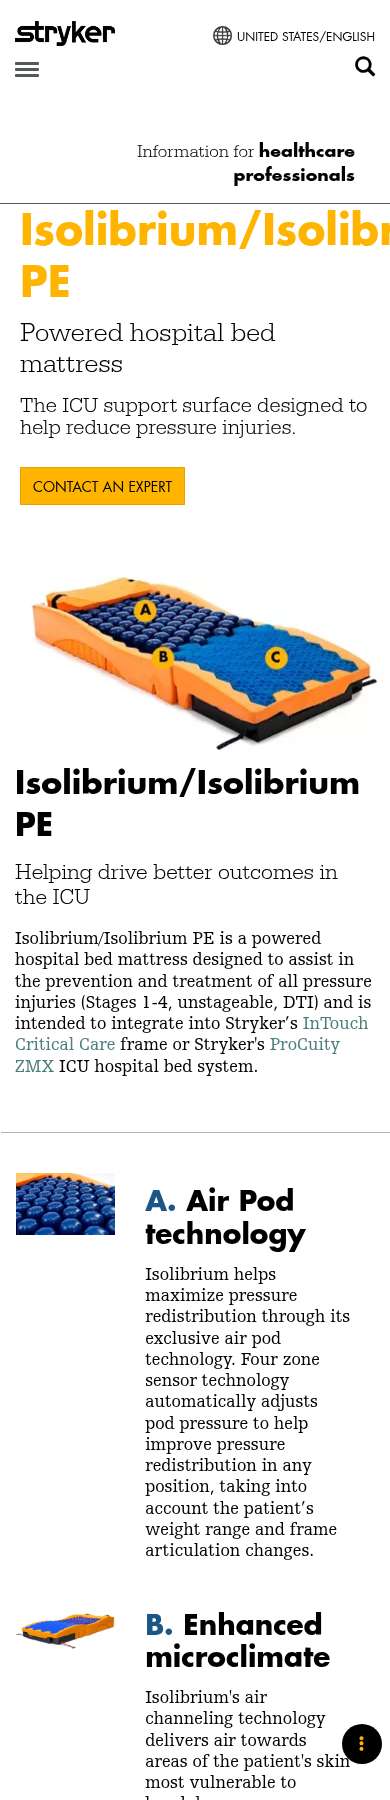 stryker
UNITED STATES/ENGLISH
Information for healthcare
professionals
Isolibrium/Isolibr
PE
Powered hospital bed
mattress
The ICU support surface designed to
help reduce pressure injuries.
CONTACT AN EXPERT
A
B
C
Isolibrium/Isolibrium
PE
Helping drive better outcomes in
the ICU
Isolibrium/Isolibrium PE is a powered
hospital bed mattress designed to assist in
the prevention and treatment of all pressure
injuries (Stages 1-4, unstageable, DTI) and is
intended to integrate into Stryker’s InTouch
Critical Care frame or Stryker's ProCuity
ZMX ICU hospital bed system.
A. Air Pod
technology
Isolibrium helps
maximize pressure
redistribution through its
exclusive air pod
technology. Four zone
sensor technology
automatically adjusts
pod pressure to help
improve pressure
redistribution in any
position, taking into
account the patient’s
weight range and frame
articulation changes.
B. Enhanced
microclimate
Isolibrium's air
channeling technology
delivers air towards
areas of the patient's skin
most vulnerable to